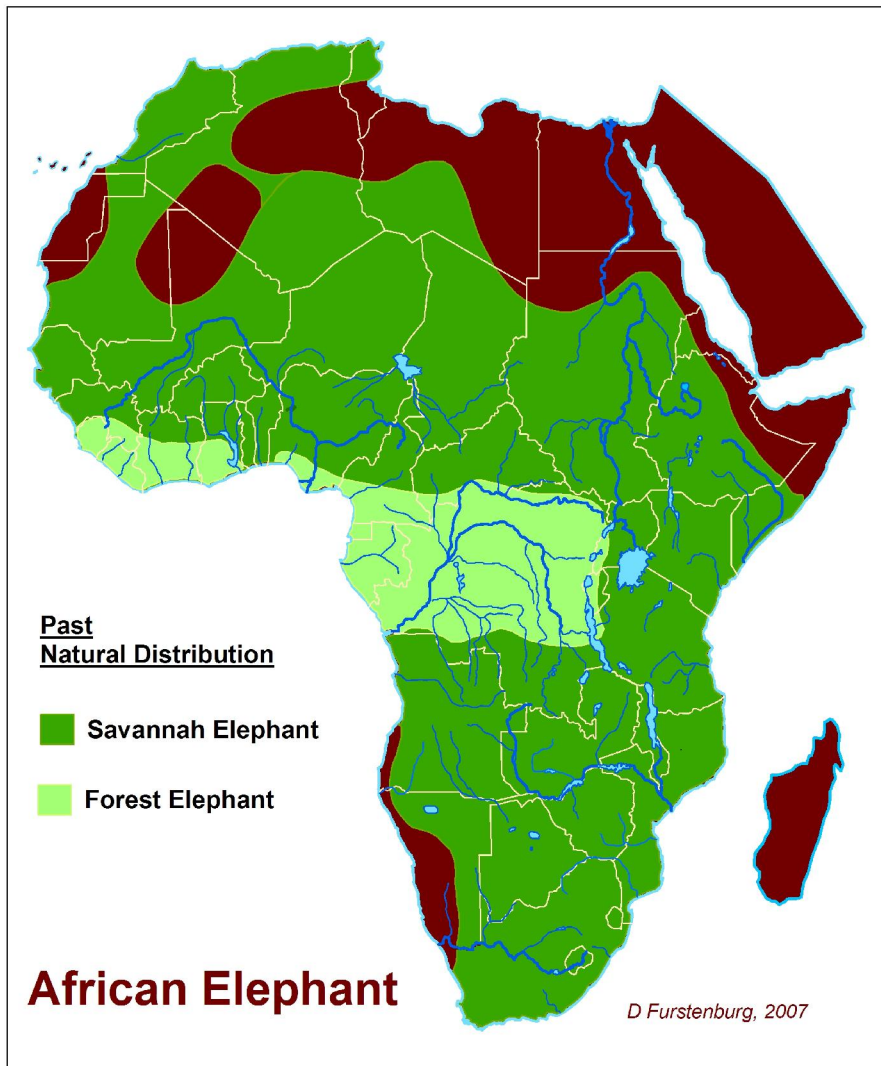 Past
Natural Distribution
Savannah Elephant
Forest Elephant
African Elephant
D Furstenburg, 2007